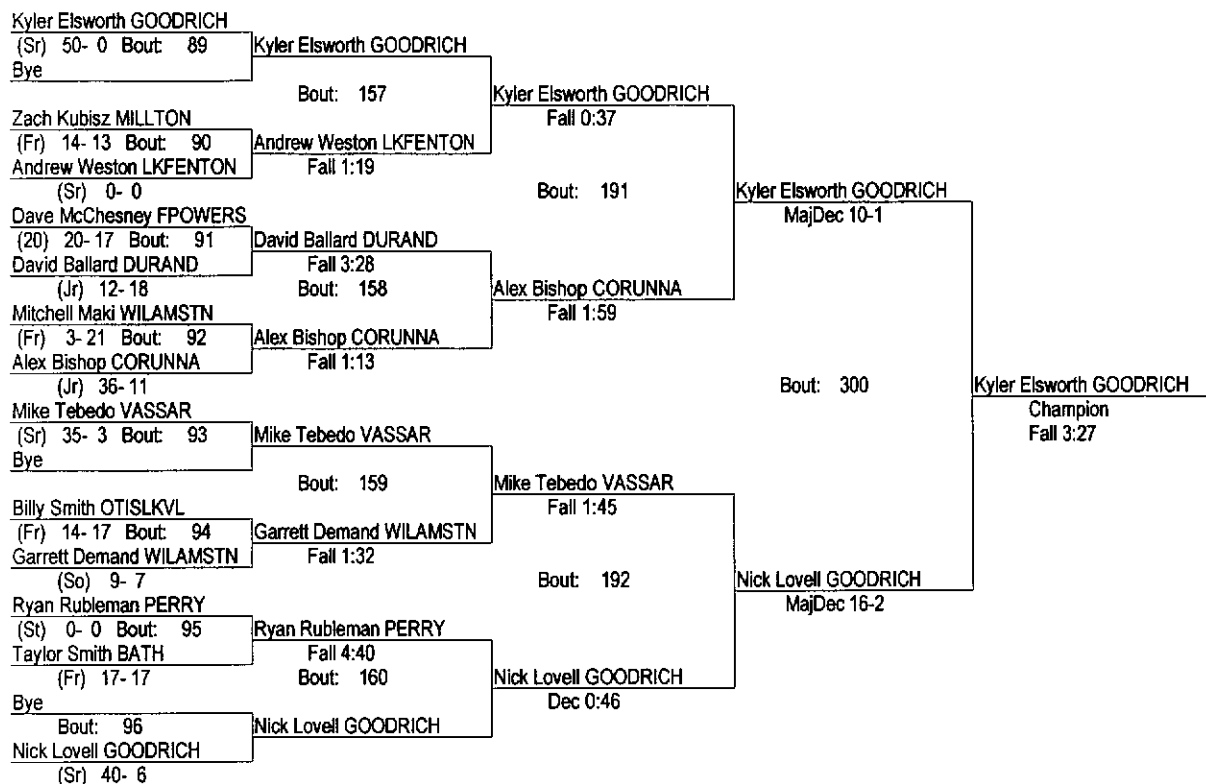 Kyler Elsworth GOODRICH
(Sr) 50- 0 Bout: 89
Bye
Zach Kubisz MILLTON
(Fr) 14- 13 Bout: 90
Andrew Weston LKFENTON
(Sr) 0- 0
Dave McChesney FPOWERS
(20) 20- 17 Bout: 91
David Ballard DURAND
(Jr) 12- 18
Mitchell Maki WILAMSTN
(Fr) 3- 21 Bout: 92
Alex Bishop CORUNNA
(Jr) 36- 11
Mike Tebedo VASSAR
(Sr) 35- 3 Bout: 93
Bye
Billy Smith OTISLKVL
(Fr) 14- 17 Bout: 94
Garrett Demand WILAMSTN
(So) 9- 7
Ryan Rubleman PERRY
(St) 0- 0 Bout: 95
Taylor Smith BATH
(Fr) 17- 17
Bye
Bout: 96
Nick Lovell GOODRICH
(Sr) 40- 6
Kyler Elsworth GOODRICH
Bout: 157
Andrew Weston LKFENTON
Fall 1:19
David Ballard DURAND
Fall 3:28
Bout: 158
Alex Bishop CORUNNA
Fall 1:13
Mike Tebedo VASSAR
Bout: 159
Garrett Demand WILAMSTN
Fall 1:32
Ryan Rubleman PERRY
Fall 4:40
Bout: 160
Nick Lovell GOODRICH
Kyler Elsworth GOODRICH
Fall 0:37
Bout: 191
Alex Bishop CORUNNA
Fall 1:59
Mike Tebedo VASSAR
Fall 1:45
Bout: 192
Nick Lovell GOODRICH
Dec 0:46
Kyler Elsworth GOODRICH
MajDec 10-1
Bout: 300
Nick Lovell GOODRICH
MajDec 16-2
Kyler Elsworth GOODRICH
Champion
Fall 3:27